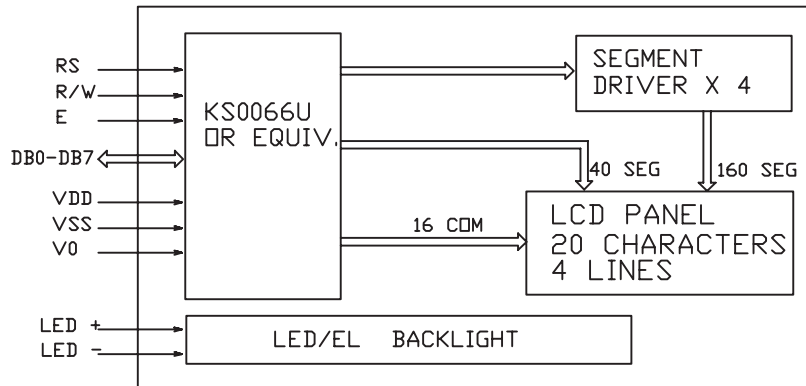 RS
R/W
E
DB0-DB7
VDD
VSS
V0
LED +
LED -
KS0066U
OR EQUIV.
SEGMENT
DRIVER X 4
40 SEG
160 SEG
16 COM
LCD PANEL
20 CHARACTERS
4 LINES
LED/EL BACKLIGHT